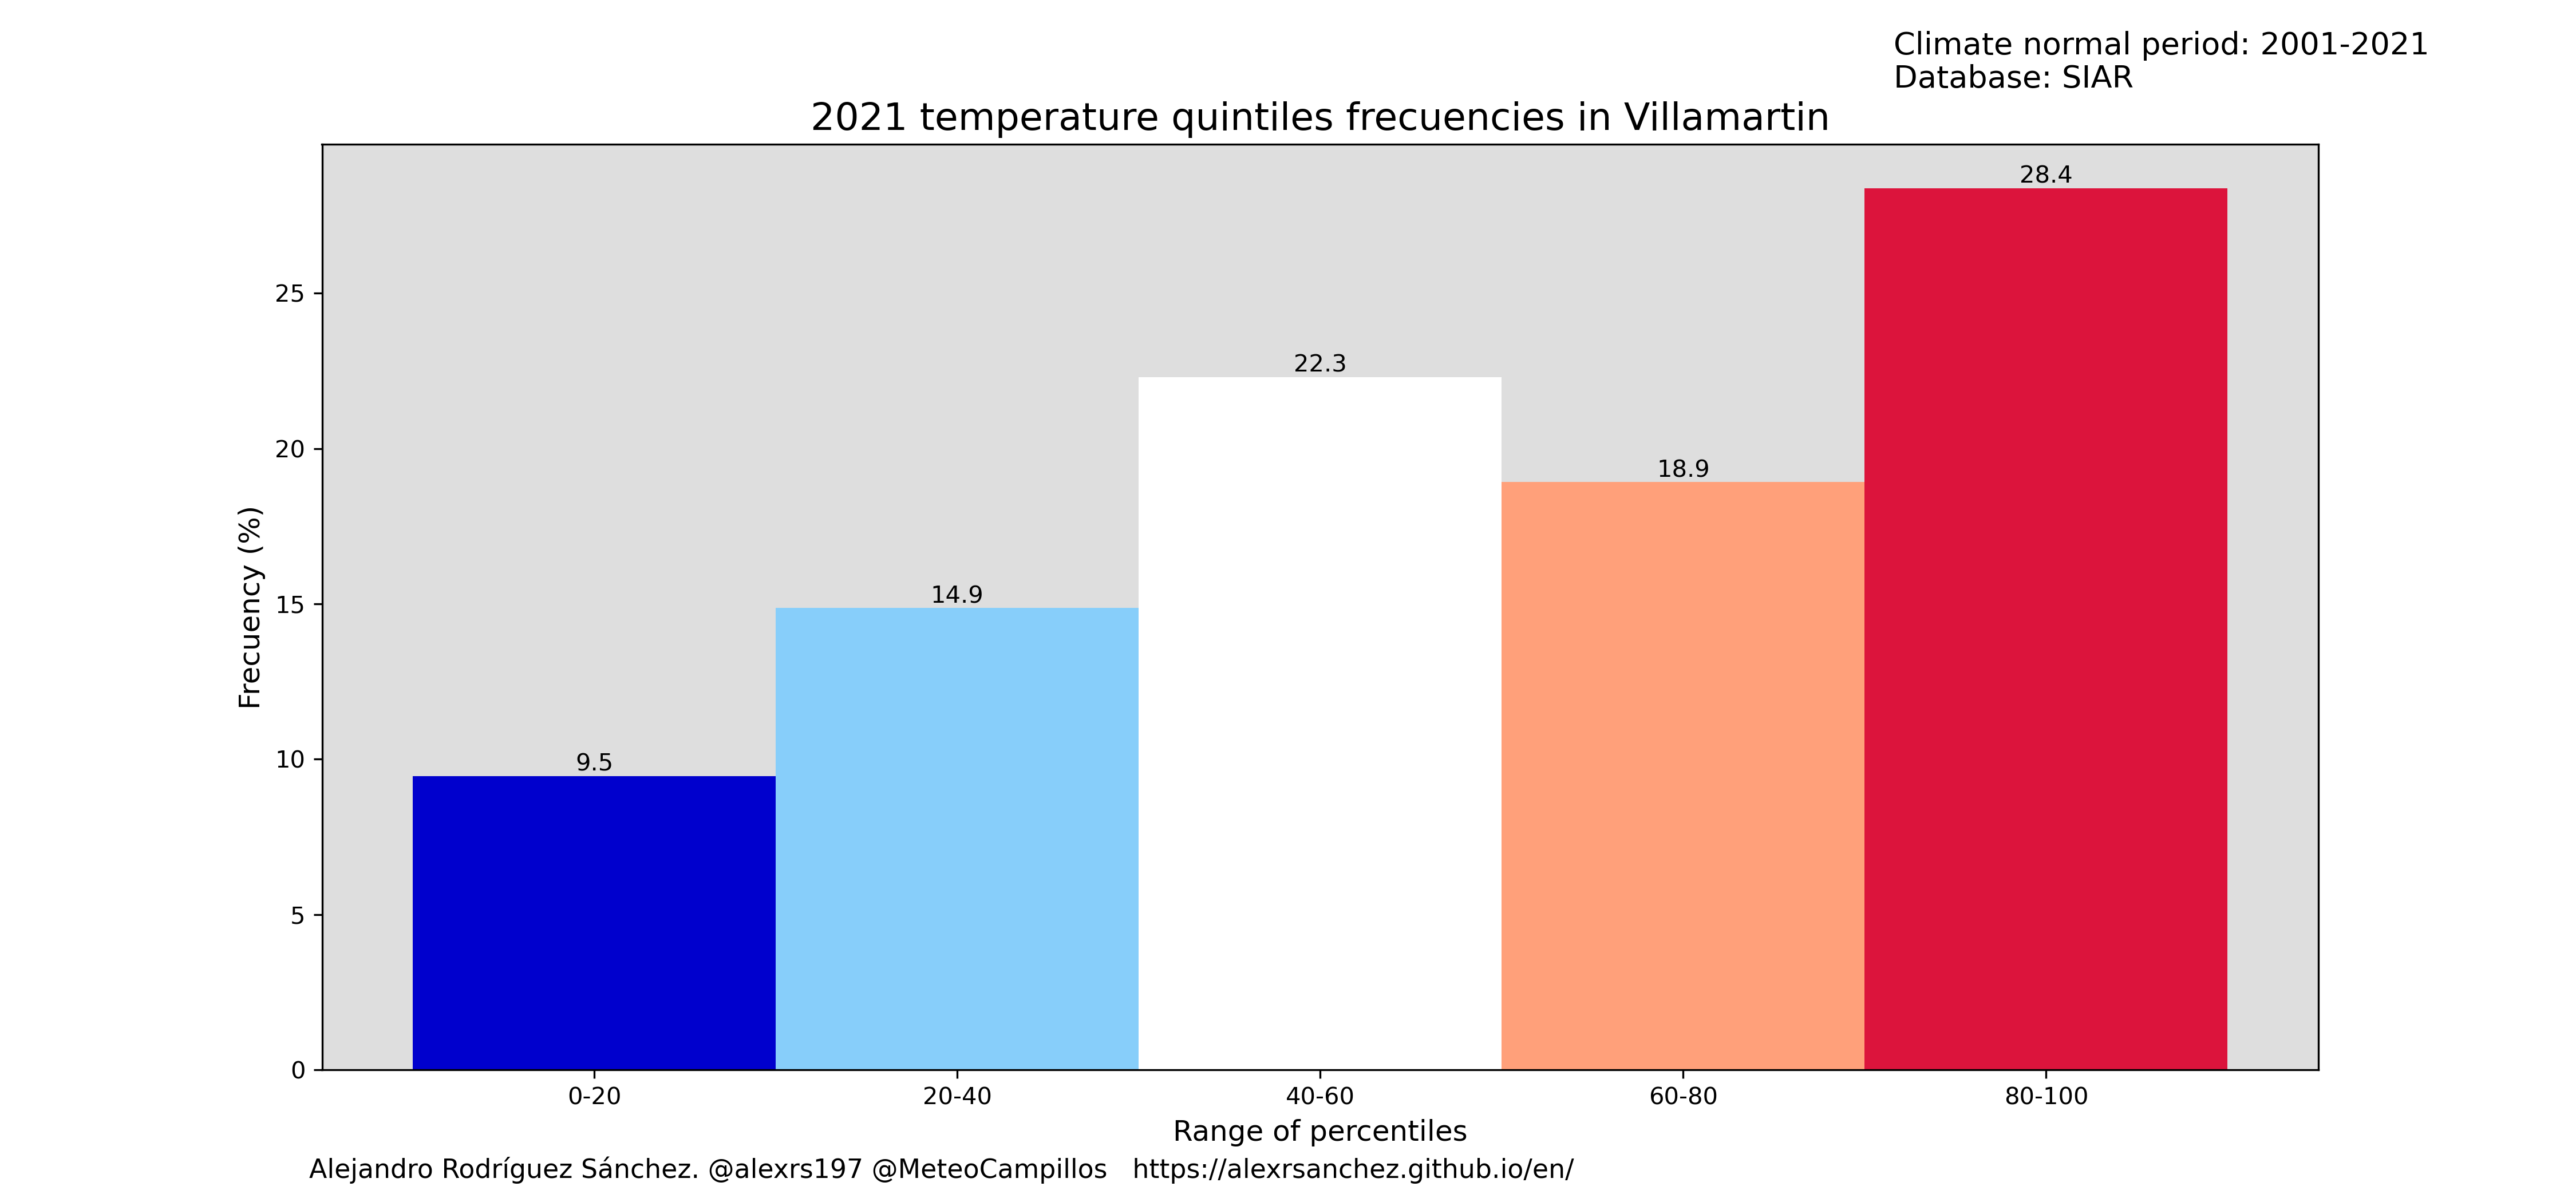 Climate normal period: 2001-2021
Database: SIAR
2021 temperature quintiles frecuencies in Villamartin
28.4
25
22.3
20
18.9
Frecuency (%)
15
14.9
10
9.5
5
0
0-20 20-40 40-60 60-80 80-100
Range of percentiles
Alejandro Rodríguez Sánchez. @alexrs197 @MeteoCampillos https://alexrsanchez.github.io/en/